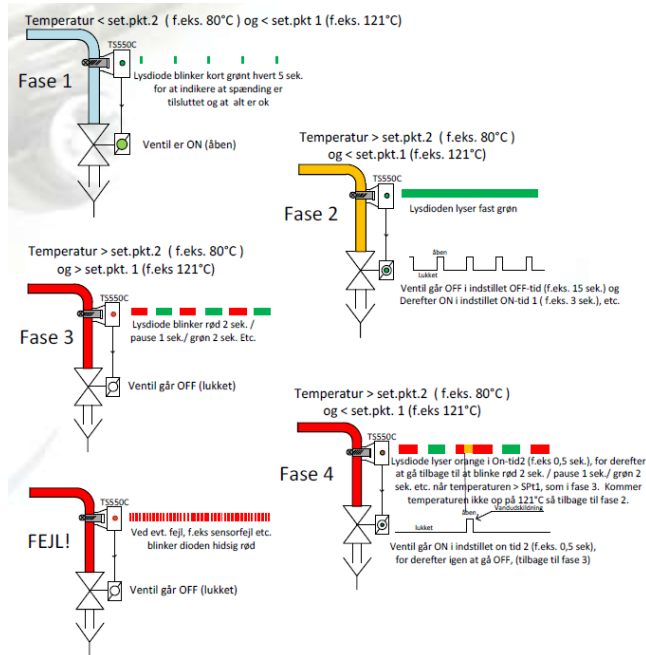 Temperatur < set.pkt.2 ( f.eks. 80°C ) og < pkt 1 (f.eks. 121°C)
TS550C
Fase 1
Lysdiode blinker kort grønt hvert 5 sek.
for at indikere at spænding er
tilsluttet og at alt er ok
Ventil er ON (åben)
Temperatur > set.pkt.2 ( f.eks. 80°C )
og < set.pkt.1 (f.eks. 121°C)
TS550C
Fase 2
Lysdioden lyser fast grøn
åben
Lukket
Ventil går OFF i indstillet OFF-tid (f.eks. 15 sek.) og
Derefter ON i indstillet ON-tid 1 ( f.eks. 3 sek.), etc.
Temperatur > set.pkt.2 ( f.eks. 80°C )
og > set.pkt. 1 (f.eks 121°C)
TS550C
Fase 3
Lysdiode blinker rød 2 sek. /
pause 1 sek./ grøn 2 sek. Etc.
Ventil går OFF (lukket)
Temperatur > set.pkt.2 ( f.eks. 80°C )
og < set.pkt. 1 (f.eks 121°C)
TS550C
Fase 4
Lysdiode lyser orange i On-tid2 (f.eks 0,5 sek.), for derefter
at gå tilbage til at blinke rød 2 sek. / pause 1 sek./ grøn 2
sek. etc. når temperaturen > SPt1, som i fase 3. Kommer
temperaturen ikke op på 121°C så tilbage til fase 2.
åben
Vandudskildning
lukket
Ventil går ON i indstillet on tid 2 (f.eks. 0,5 sek),
for derefter igen at gå OFF, (tilbage til fase 3)
TS550C
FEJL!
Ved evt. fejl, f.eks sensorfejl etc.
blinker dioden hidsig rød
Ventil går OFF (lukket)